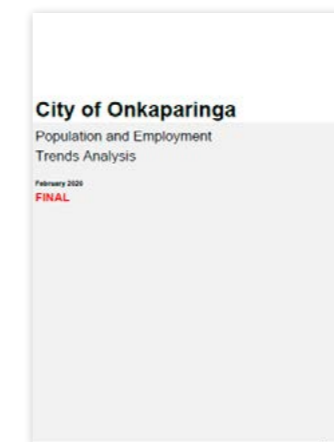 City of Onkaparinga
Population and Employment
Trends Analysis
February 2020
FINAL